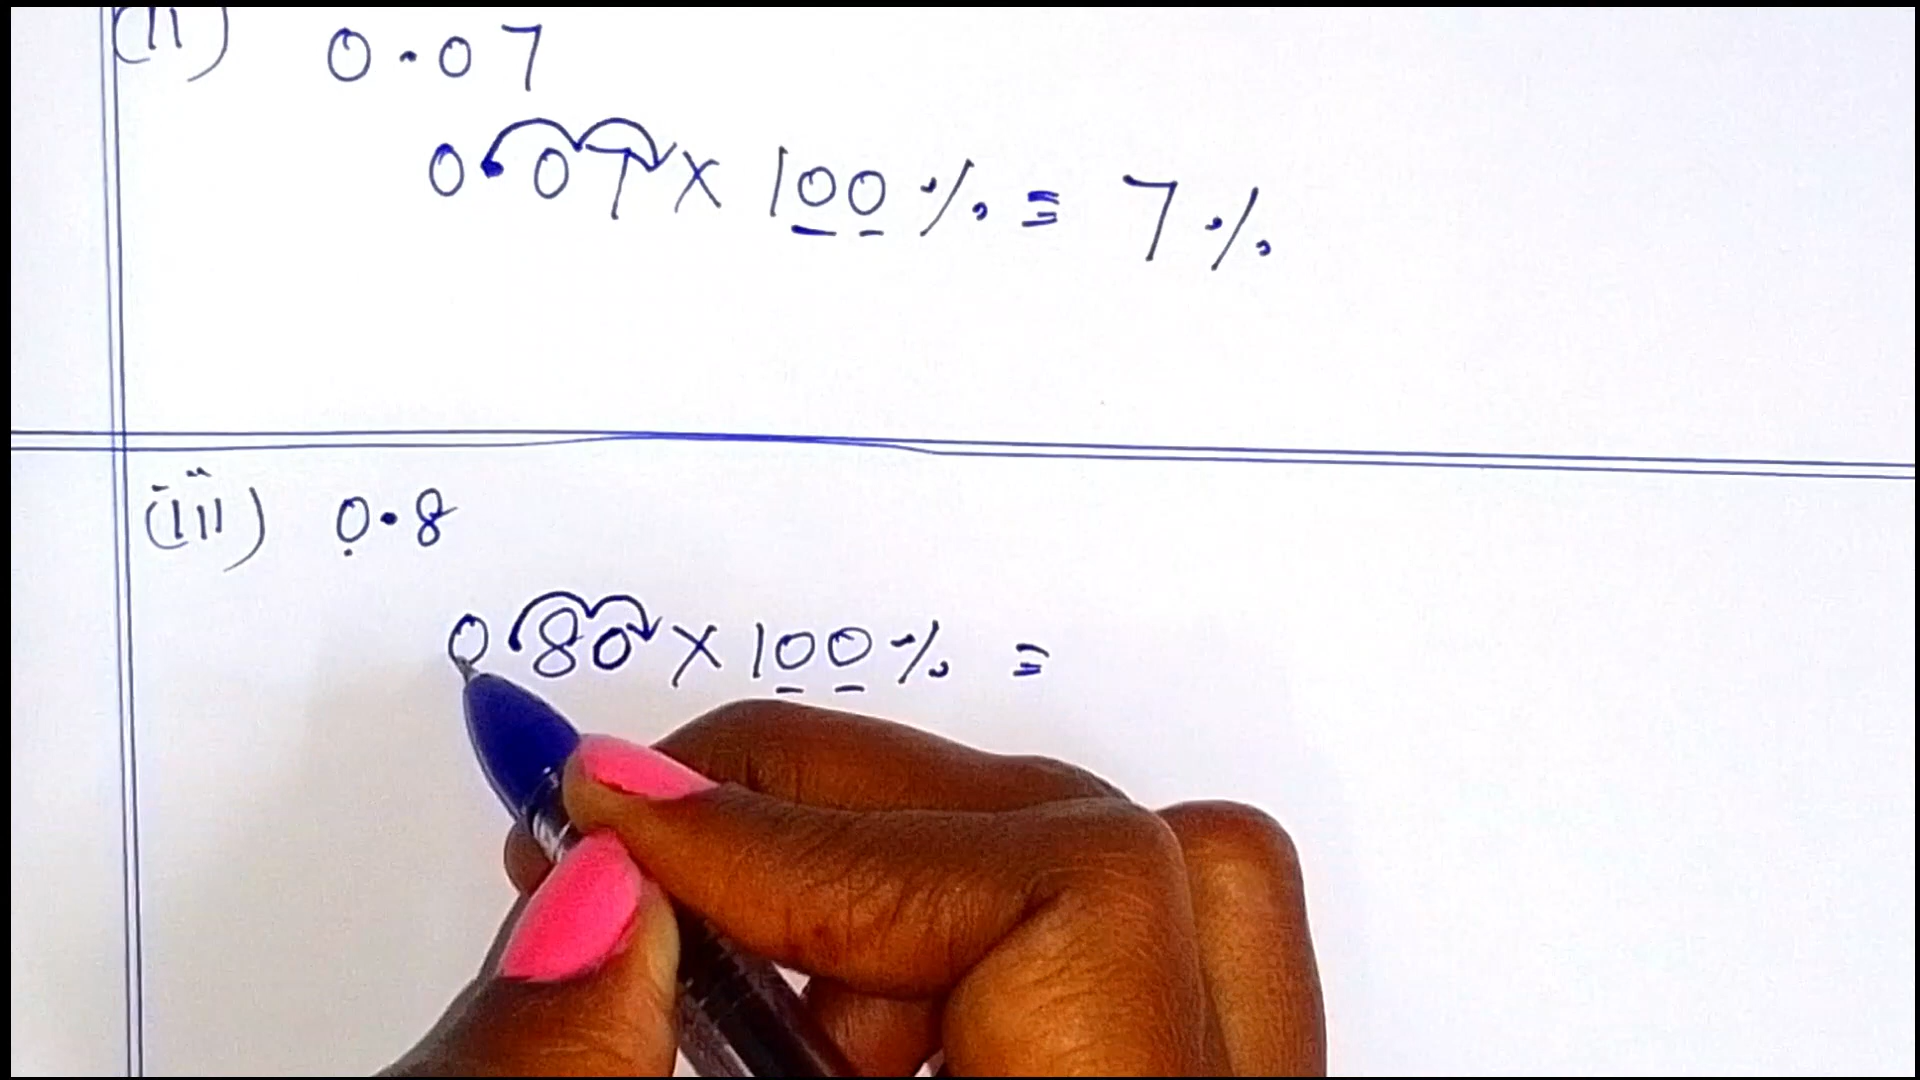 (ii) 0.07
0.07 × 100% = 7%
(iii) 0.8
0.80 × 100% =